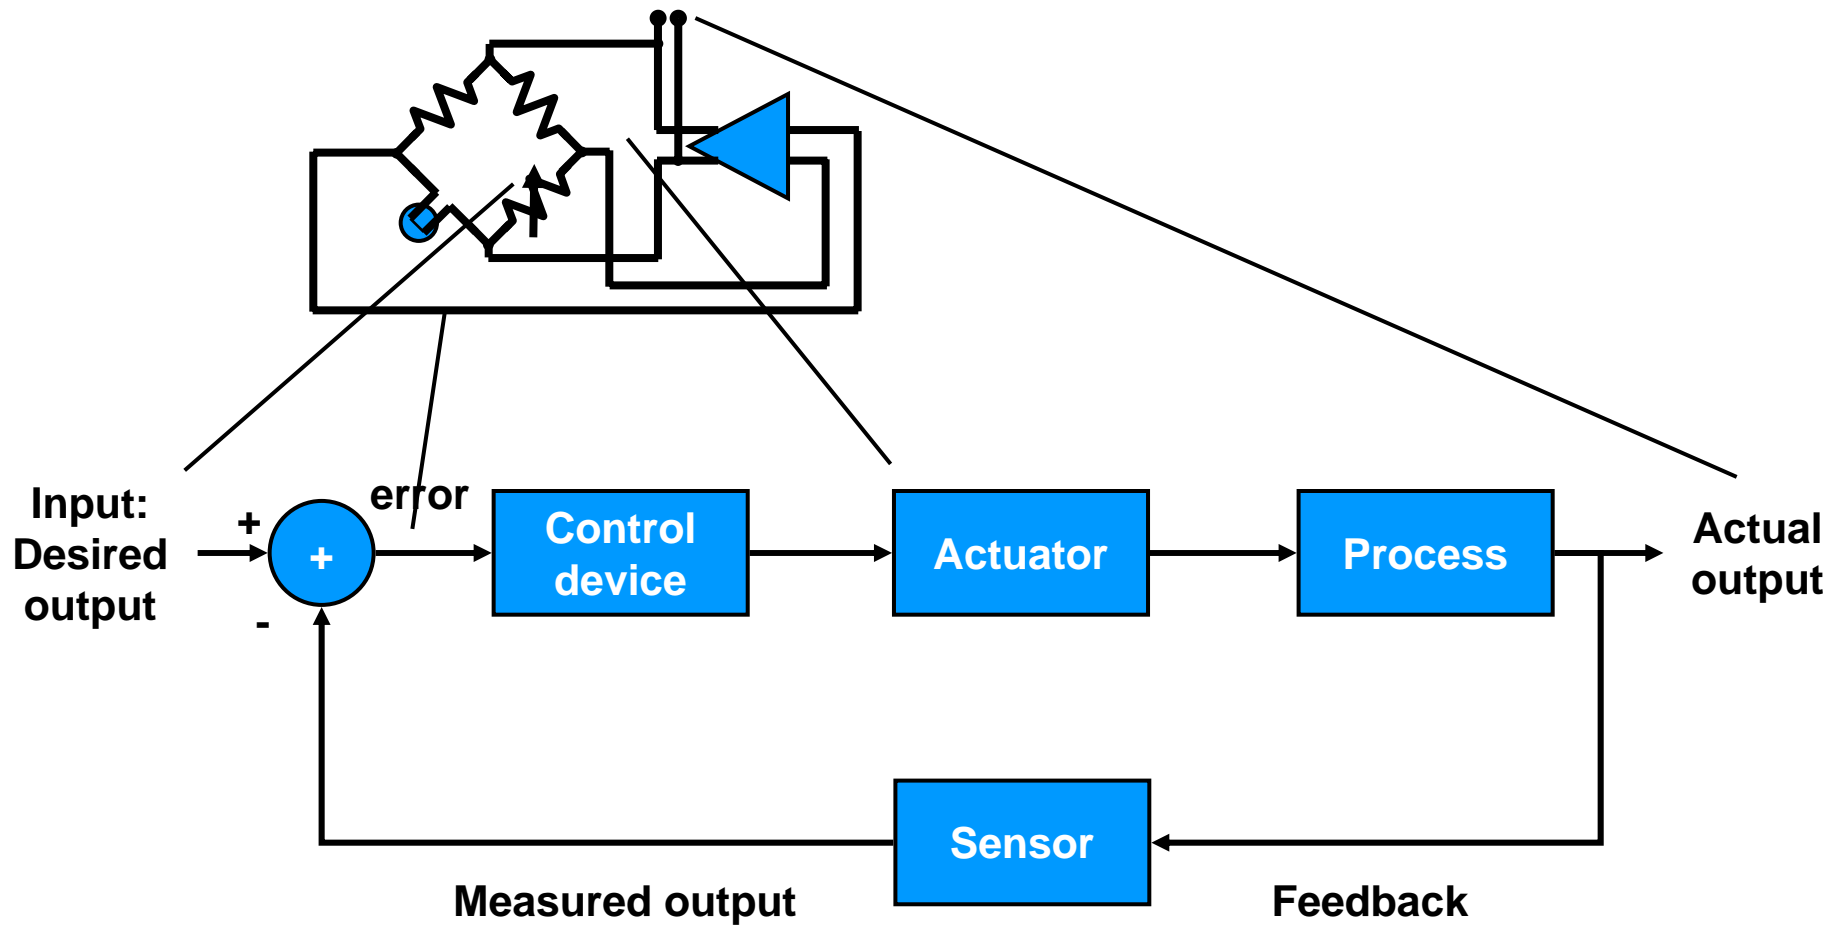 error
Input:
Desired
output
+
+
-
Control
device
Actuator
Process
Actual
output
Sensor
Measured output
Feedback